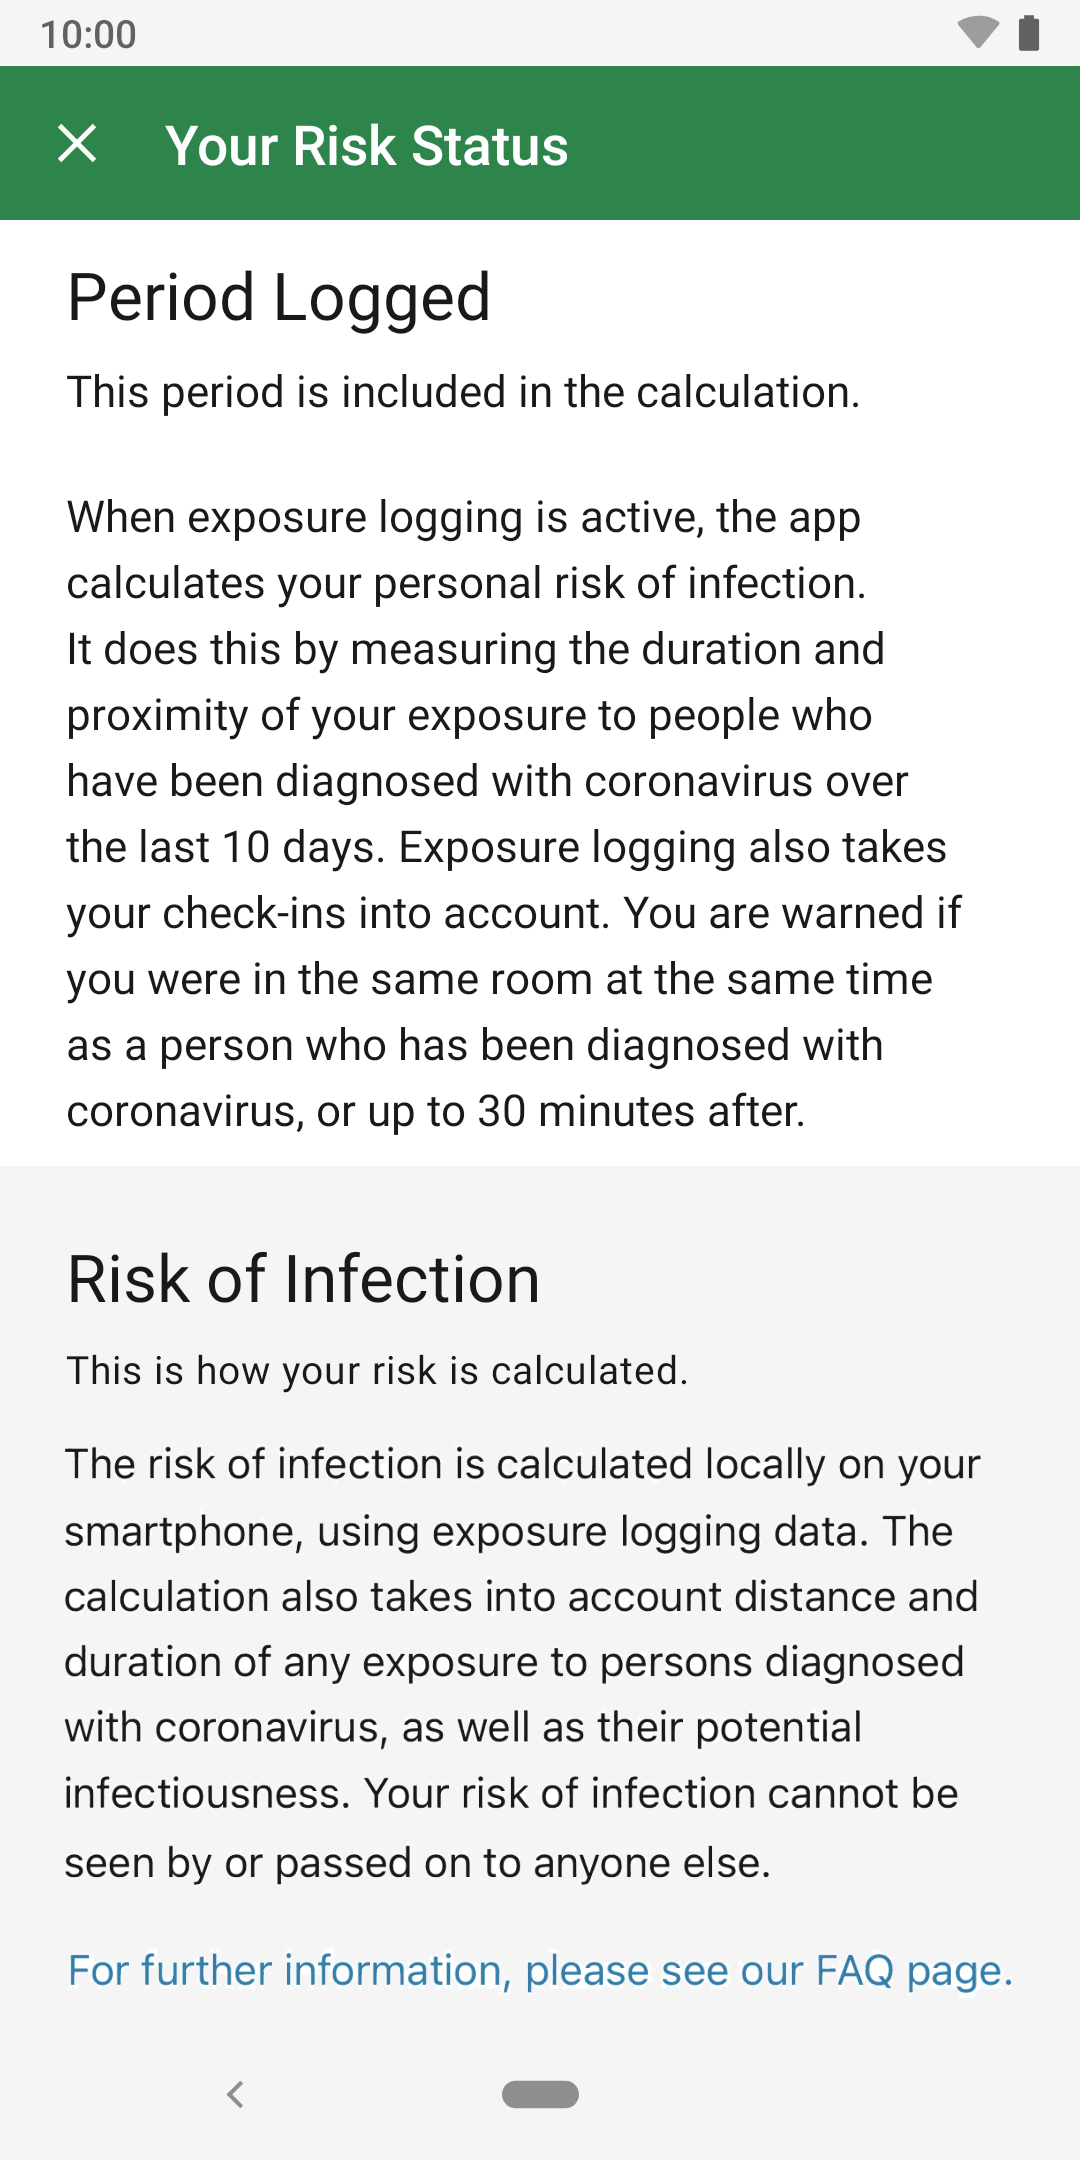 10:00
Your Risk Status
Period Logged
This period is included in the calculation.
When exposure logging is active, the app
calculates your personal risk of infection.
It does this by measuring the duration and
proximity of your exposure to people who
have been diagnosed with coronavirus over
the last 10 days. Exposure logging also takes
your check-ins into account. You are warned if
you were in the same room at the same time
as a person who has been diagnosed with
coronavirus, or up to 30 minutes after.
Risk of Infection
This is how your risk is calculated.
The risk of infection is calculated locally on your
smartphone, using exposure logging data. The
calculation also takes into account distance and
duration of any exposure to persons diagnosed
with coronavirus, as well as their potential
infectiousness. Your risk of infection cannot be
seen by or passed on to anyone else.
For further information, please see our FAQ page.